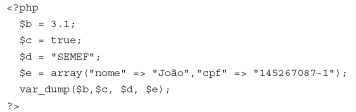 <?php
$b = 3.1;
$c = true;
$d = "SEMEF";
$e = array("nome" => "João","cpf" => "145267087-1");
var_dump($b,$c, $d, $e);
?>